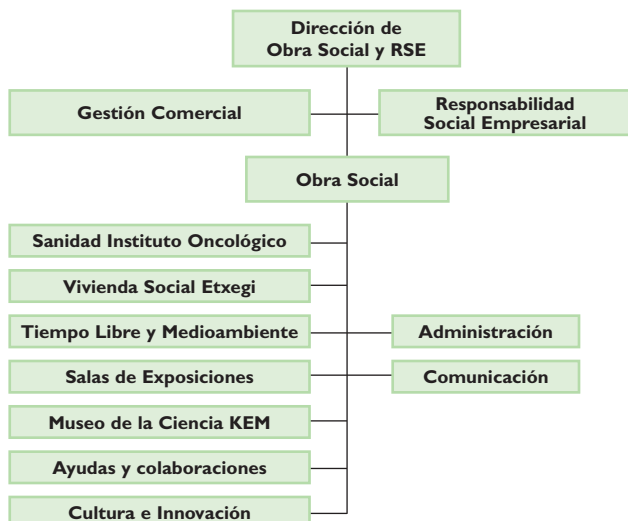 Dirección de
Obra Social y RSE
Gestión Comercial
Responsabilidad
Social Empresarial
Obra Social
Sanidad Instituto Oncológico
Vivienda Social Etxegi
Tiempo Libre y Medioambiente
Administración
Salas de Exposiciones
Comunicación
Museo de la Ciencia KEM
Ayudas y colaboraciones
Cultura e Innovación